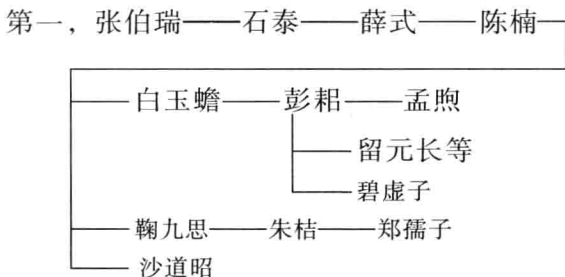 第一，张伯瑞——石泰——薛式——陈楠
白玉蟾——彭耜——孟煦
留元长等
碧虚子
鞠九思——朱桔——郑孺子
沙道昭